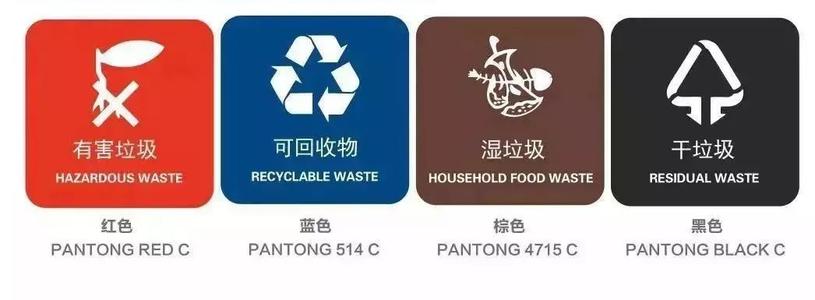 有害垃圾
HAZARDOUS WASTE
可回收物
RECYCLABLE WASTE
湿垃圾
HOUSEHOLD FOOD WASTE
干垃圾
RESIDUAL WASTE
红色
PANTONG RED C
蓝色
PANTONG 514 C
棕色
PANTONG 4715 C
黑色
PANTONG BLACK C